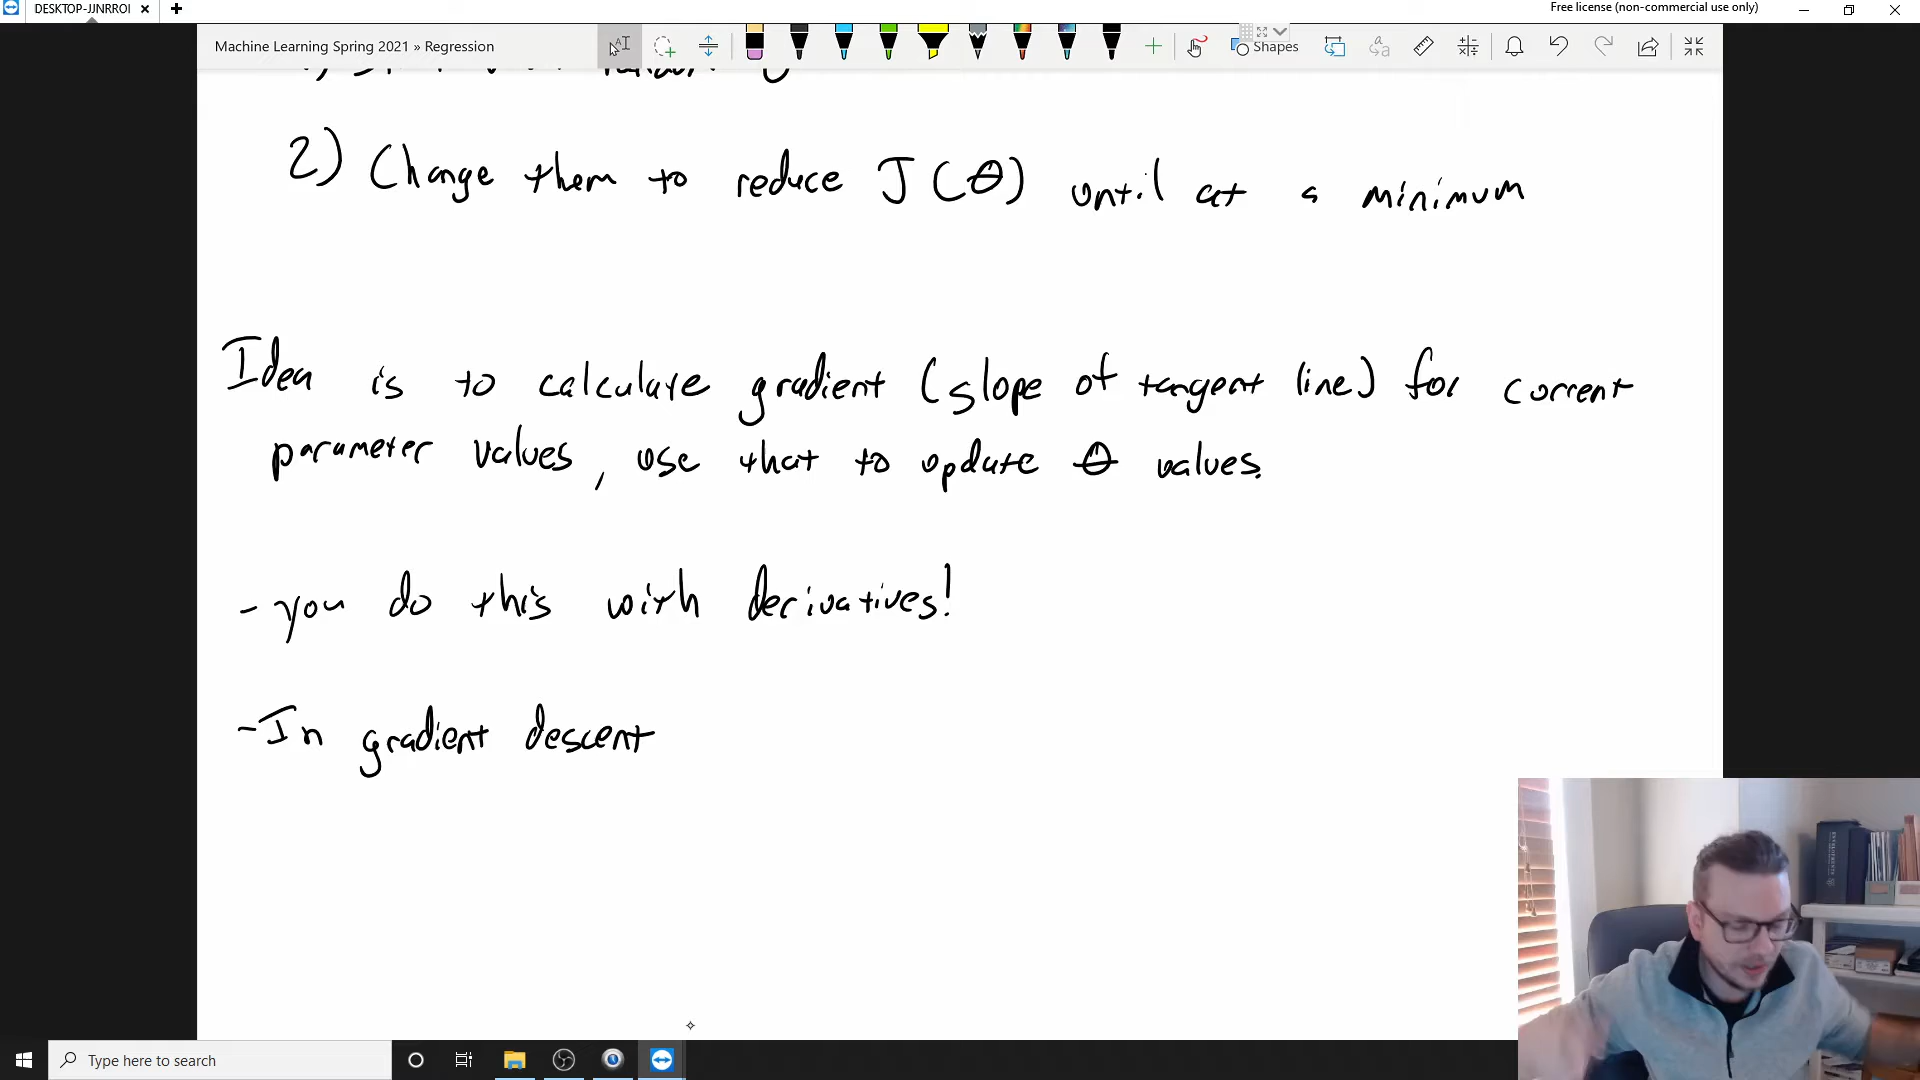 DESKTOP-JJNRROI
Free license (non-commercial use only)
Machine Learning Spring 2021 » Regression
Shapes
2) Change them to reduce J(θ) until at a minimum
Idea is to calculate gradient (slope of tangent line) for current
parameter values, use that to update θ values.
- you do this with derivatives!
- In gradient descent
Type here to search